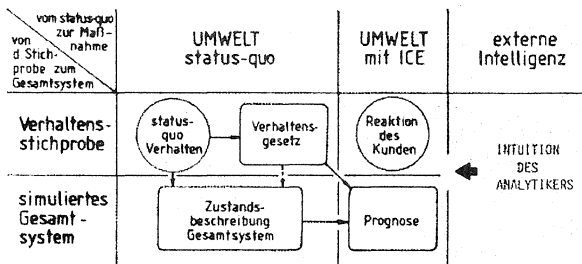 vom status-quo
zur Maß-
nahme
von
d. Stich-
probe zum
Gesamtsystem
UMWELT
status-quo
UMWELT
mit ICE
externe
Intelligenz
Verhaltens-
stichprobe
status-
quo
Verhalten
Verhaltens-
gesetz
Reaktion
des
Kunden
INTUITION
DES
ANALYTIKERS
simuliertes
Gesamt-
system
Zustands-
beschreibung
Gesamtsystem
Prognose